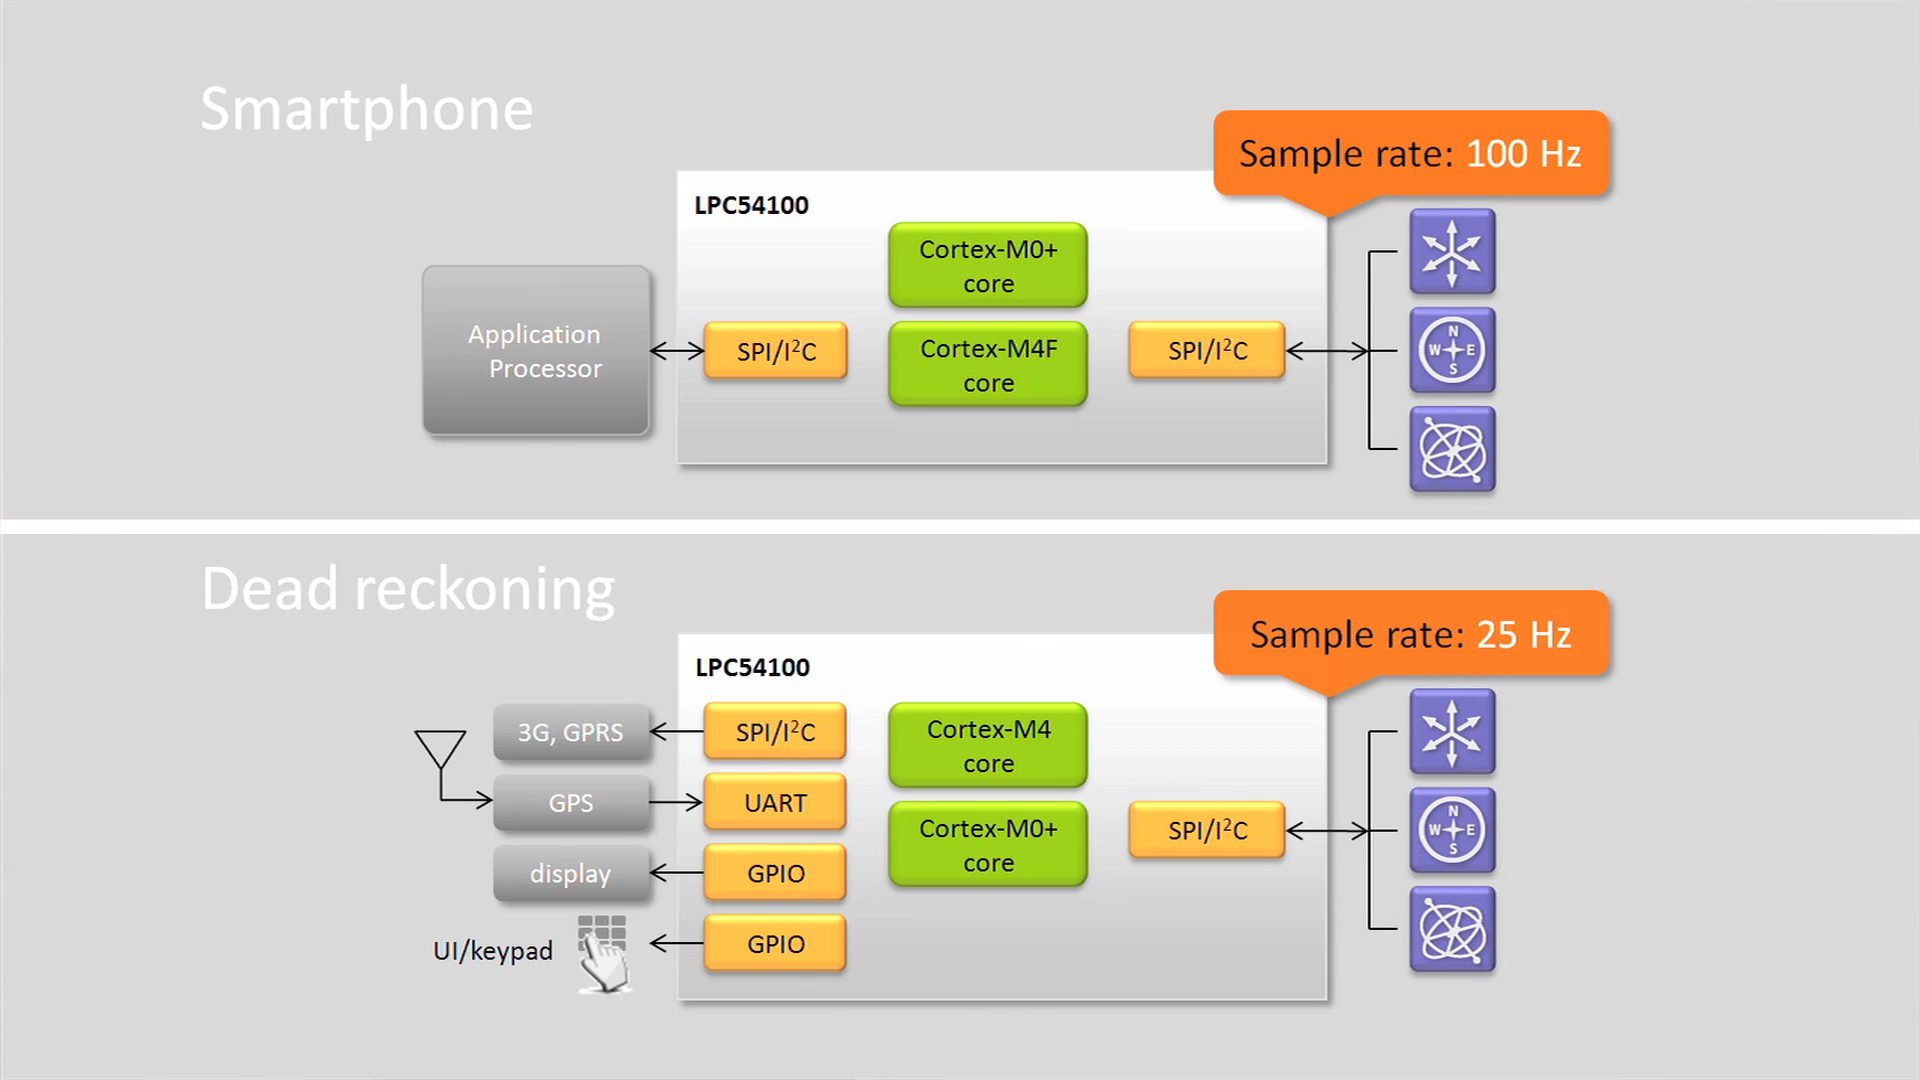 Smartphone
Sample rate: 100 Hz
LPC54100
Cortex-M0+
core
Application
Processor
SPI/I²C
Cortex-M4F
core
SPI/I²C
N
W E
S
Dead reckoning
Sample rate: 25 Hz
LPC54100
3G, GPRS
SPI/I²C
Cortex-M4
core
GPS
UART
Cortex-M0+
core
SPI/I²C
N
W E
S
display
GPIO
UI/keypad
GPIO